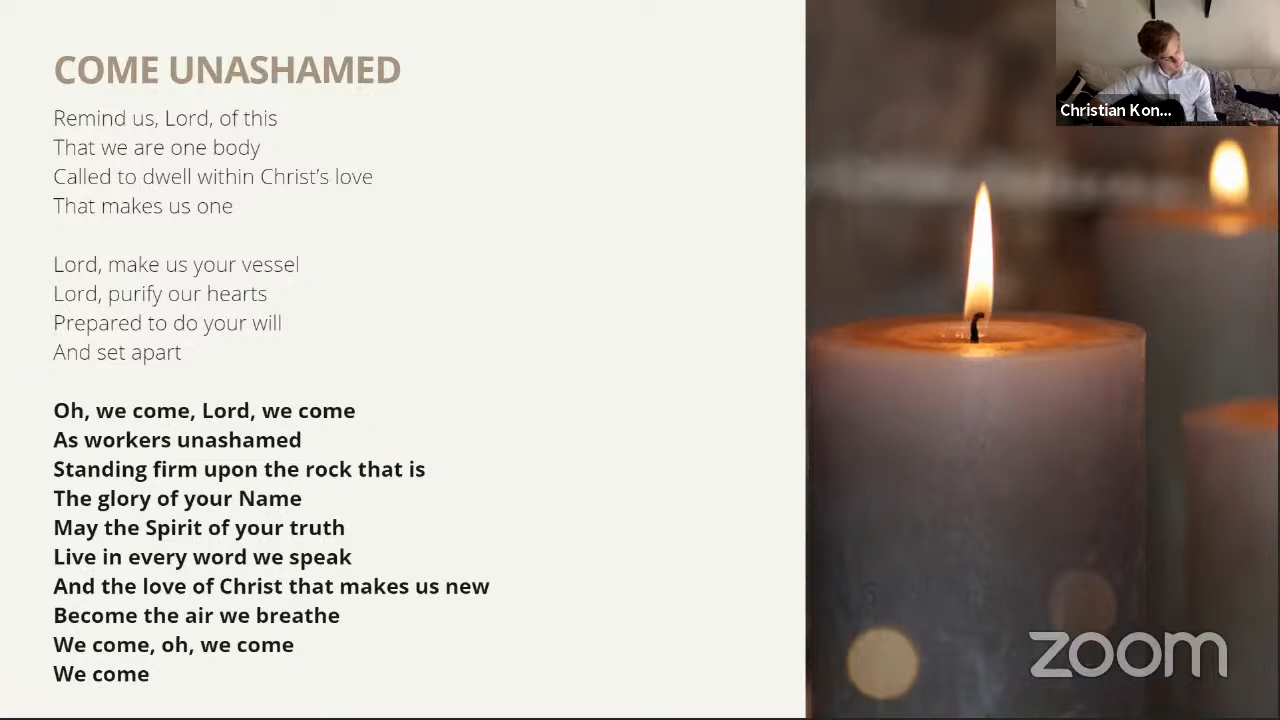 COME UNASHAMED
Remind us, Lord, of this
That we are one body
Called to dwell within Christ’s love
That makes us one
Lord, make us your vessel
Lord, purify our hearts
Prepared to do your will
And set apart
Oh, we come, Lord, we come
As workers unashamed
Standing firm upon the rock that is
The glory of your Name
May the Spirit of your truth
Live in every word we speak
And the love of Christ that makes us new
Become the air we breathe
We come, oh, we come
We come
Christian Kon...
zoom